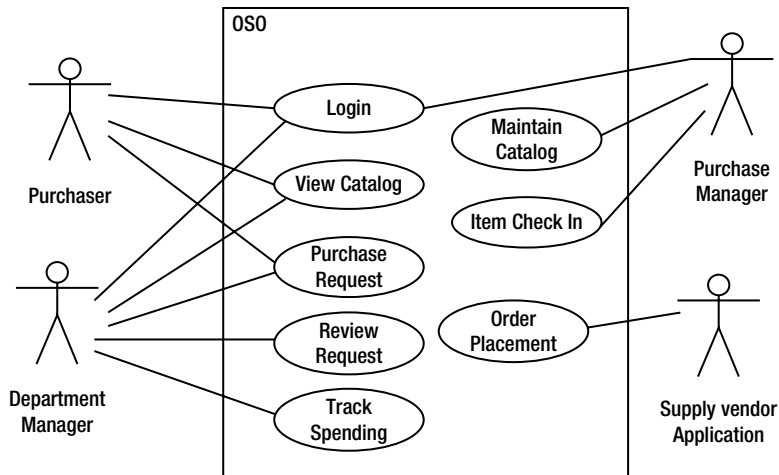 OSO
Purchaser
Department
Manager
Login
View Catalog
Purchase
Request
Review
Request
Track
Spending
Maintain
Catalog
Item Check In
Order
Placement
Purchase
Manager
Supply vendor
Application